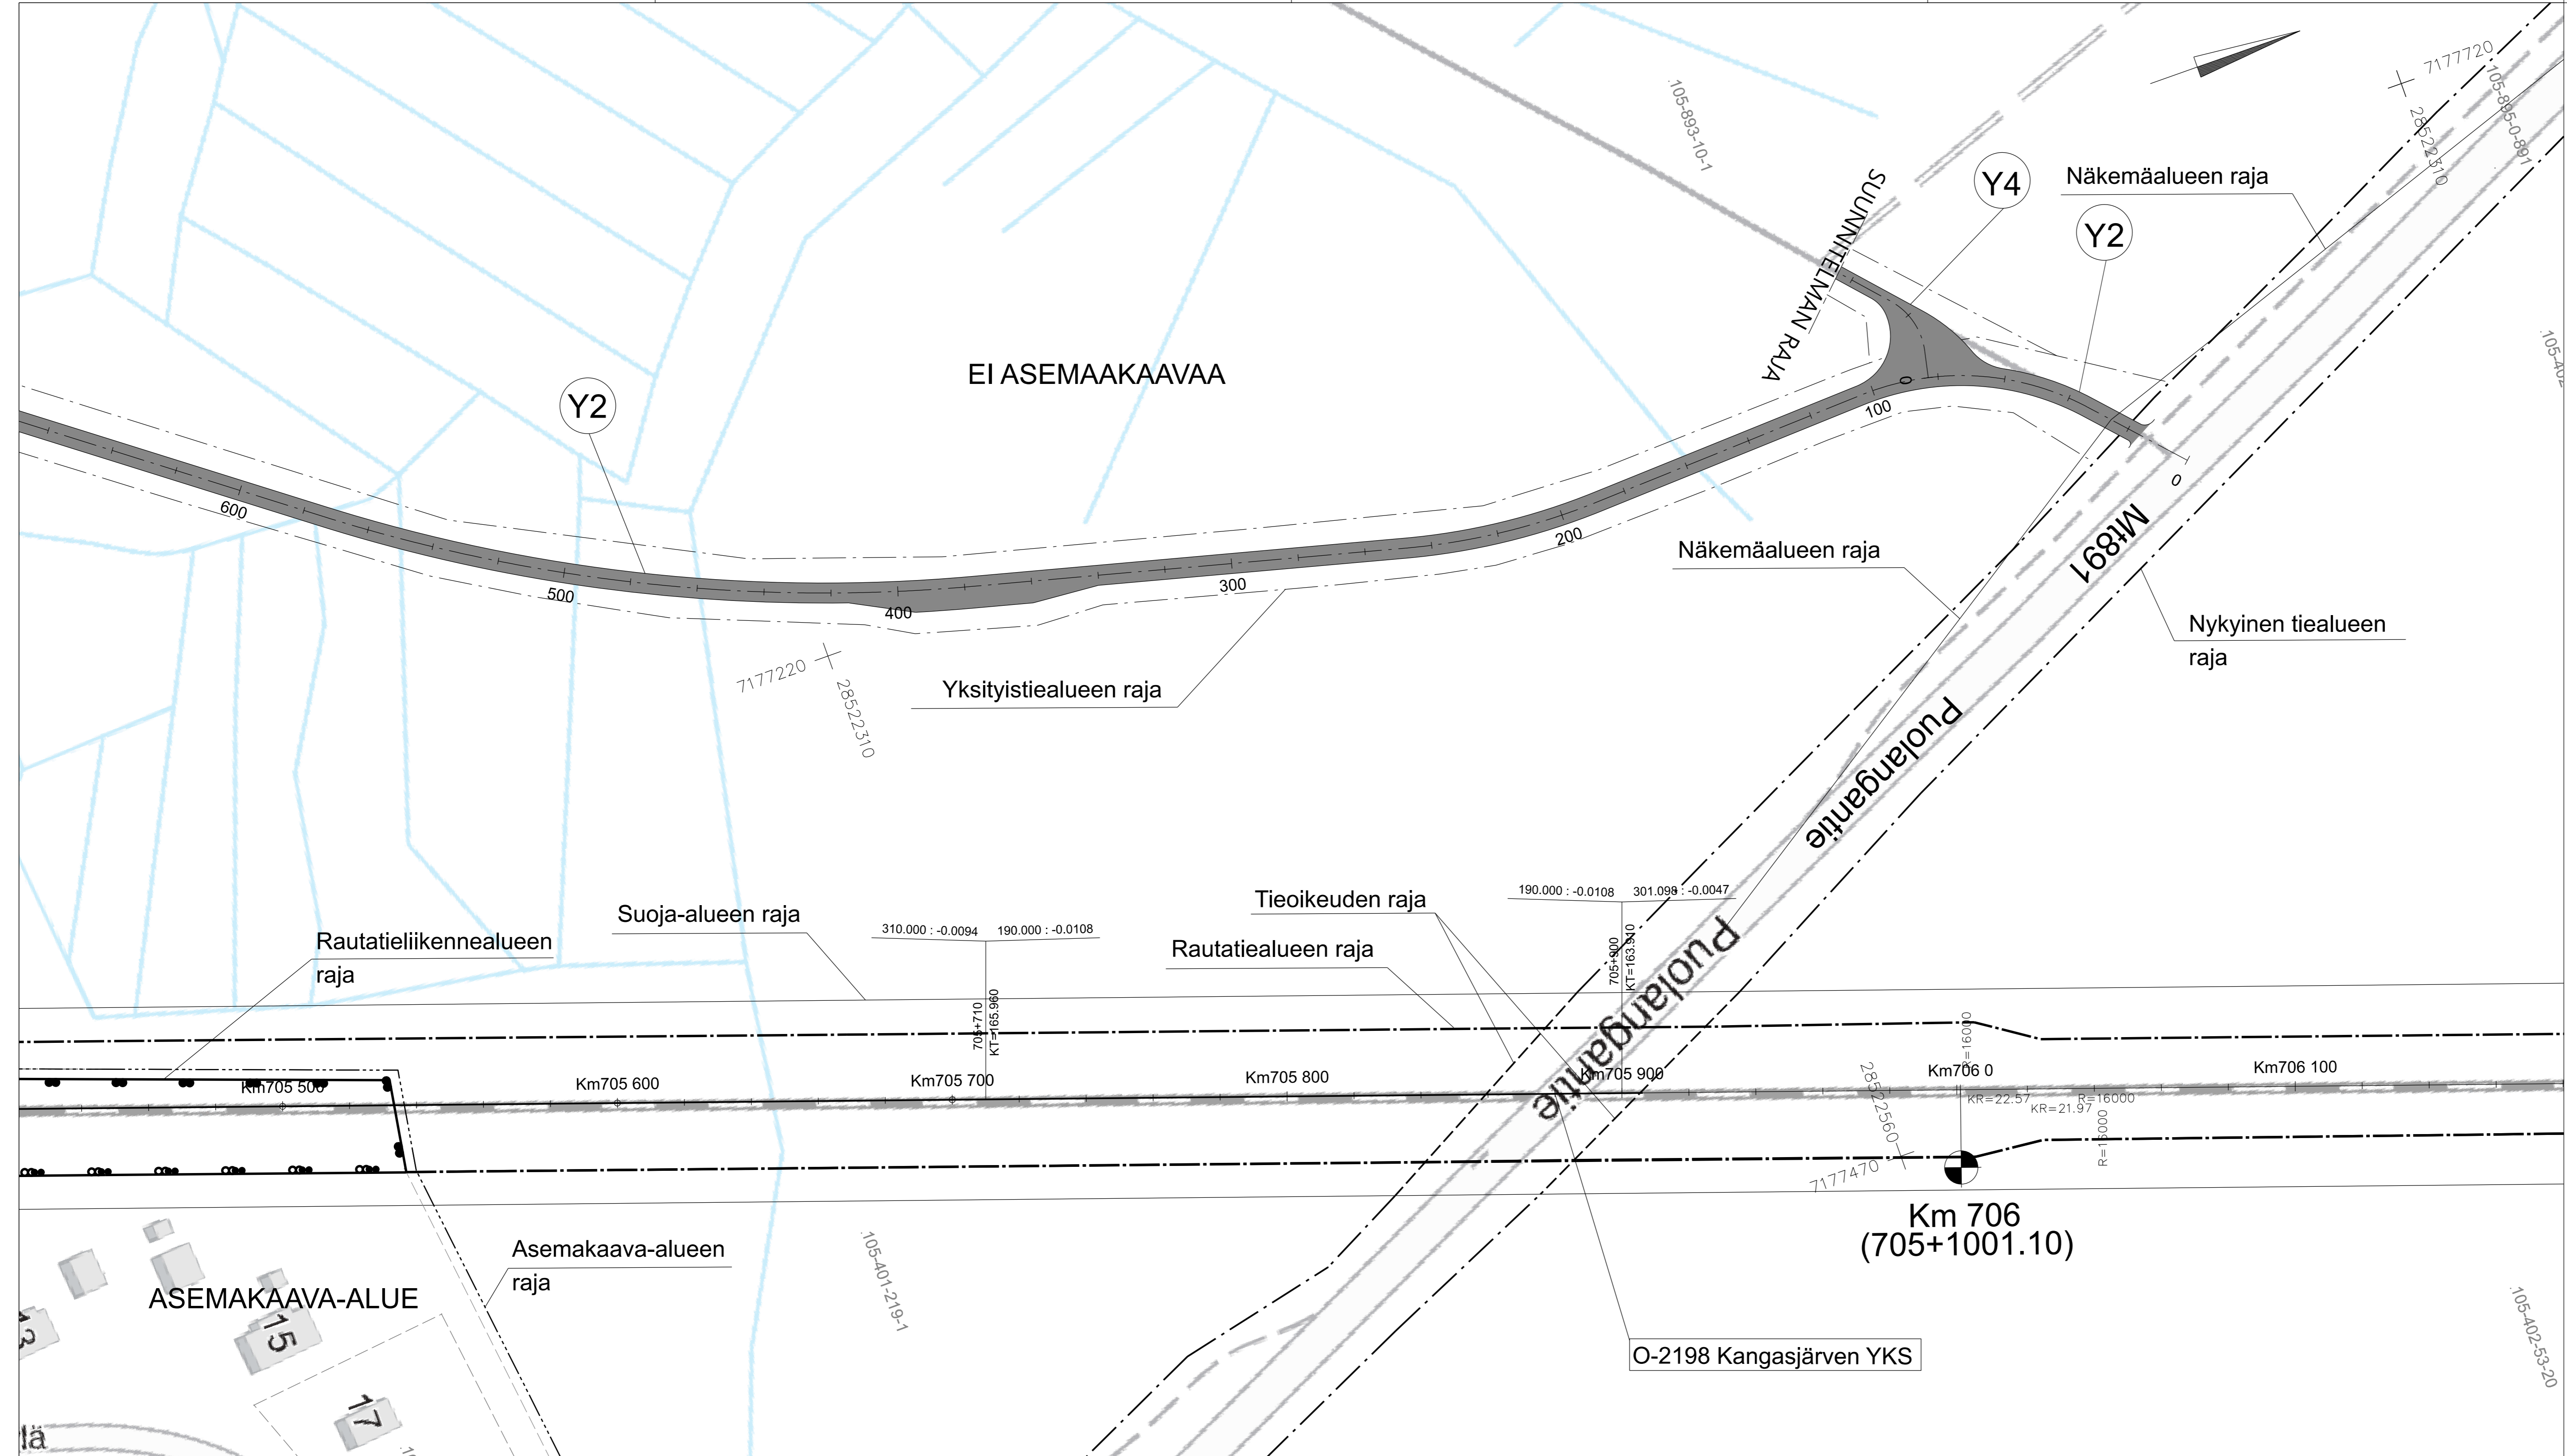 7177720
28522310
105-895-0-891
.105-893-10-1
SUUNNITELMAN RAJA
Y4
Näkemäalueen raja
Y2
EI ASEMAAKAAVAA
Y2
0
100
0
200
300
400
500
600
Mt891
Näkemäalueen raja
Nykyinen tiealueen
raja
7177220
28522310
Yksityistiealueen raja
Puolangantie
190.000 : -0.0108
301.098 : -0.0047
705+900
KT=163.910
Tieoikeuden raja
Rautatiealueen raja
Suoja-alueen raja
310.000 : -0.0094
190.000 : -0.0108
705+710
KT=165.960
Rautatieliikennealueen
raja
Puolangantie
Km705 500
Km705 600
Km705 700
Km705 800
Km705 900
Km706 0
Km706 100
R=16000
KR=22.57
KR=21.97
R=16000
R=16000
28522560
7177470
Km 706
(705+1001.10)
Asemakaava-alueen
raja
ASEMAKAAVA-ALUE
13
15
17
.105-401-219-1
O-2198 Kangasjärven YKS
.105-402-53-20
.105-402